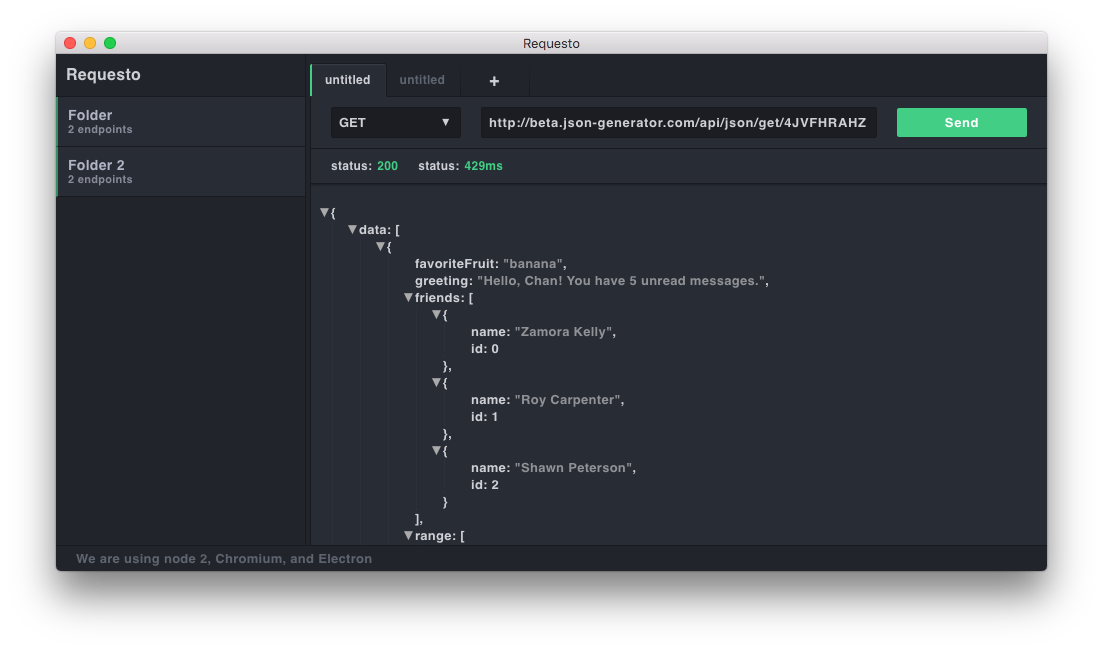 Requesto
Requesto
Folder
2 endpoints
Folder 2
2 endpoints
untitled
untitled
+
GET ▼
http://beta.json-generator.com/api/json/get/4JVFHRAHZ
Send
status: 200 status: 429ms
▼{
▼data: [
▼{
favoriteFruit: "banana",
greeting: "Hello, Chan! You have 5 unread messages.",
▼friends: [
▼{
name: "Zamora Kelly",
id: 0
},
▼{
name: "Roy Carpenter",
id: 1
},
▼{
name: "Shawn Peterson",
id: 2
}
],
▼range: [
We are using node 2, Chromium, and Electron